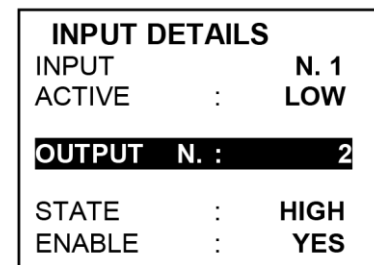 INPUT DETAILS
INPUT N. 1
ACTIVE : LOW
OUTPUT N. : 2
STATE : HIGH
ENABLE : YES